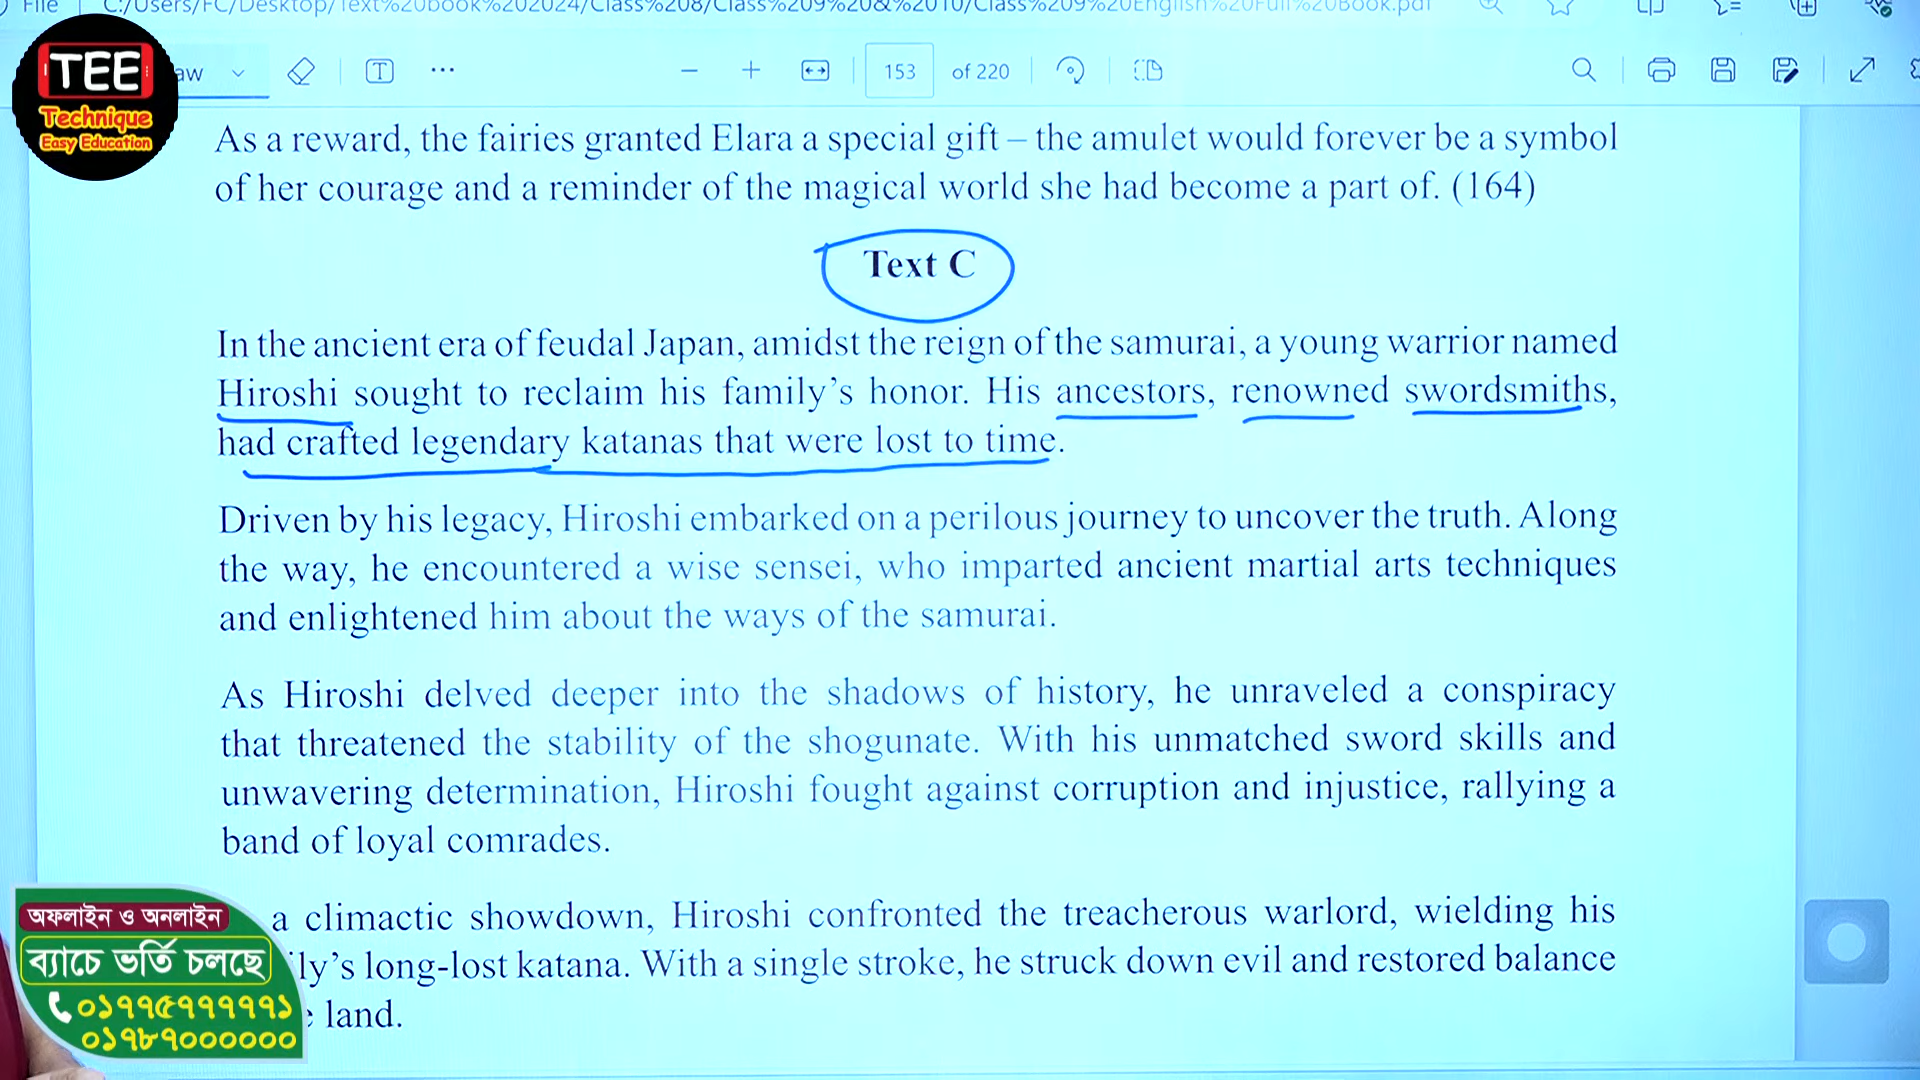 File C:/Users/FC/Desktop/Text%20book%202024/Class%208/Class%209%20&%2010/Class%209%20English%20Full%20Book.pdf
TEE
Technique
Easy Education
aw
153 of 220
As a reward, the fairies granted Elara a special gift – the amulet would forever be a symbol
of her courage and a reminder of the magical world she had become a part of. (164)
Text C
In the ancient era of feudal Japan, amidst the reign of the samurai, a young warrior named
Hiroshi sought to reclaim his family’s honor. His ancestors, renowned swordsmiths,
had crafted legendary katanas that were lost to time.
Driven by his legacy, Hiroshi embarked on a perilous journey to uncover the truth. Along
the way, he encountered a wise sensei, who imparted ancient martial arts techniques
and enlightened him about the ways of the samurai.
As Hiroshi delved deeper into the shadows of history, he unraveled a conspiracy
that threatened the stability of the shogunate. With his unmatched sword skills and
unwavering determination, Hiroshi fought against corruption and injustice, rallying a
band of loyal comrades.
a climactic showdown, Hiroshi confronted the treacherous warlord, wielding his
ily’s long-lost katana. With a single stroke, he struck down evil and restored balance
land.
অফলাইন ও অনলাইন
ব্যাচে ভর্তি চলছে
০১৭৭৫৭৭৭৭৭১
০১৭৮৭০০০০০০